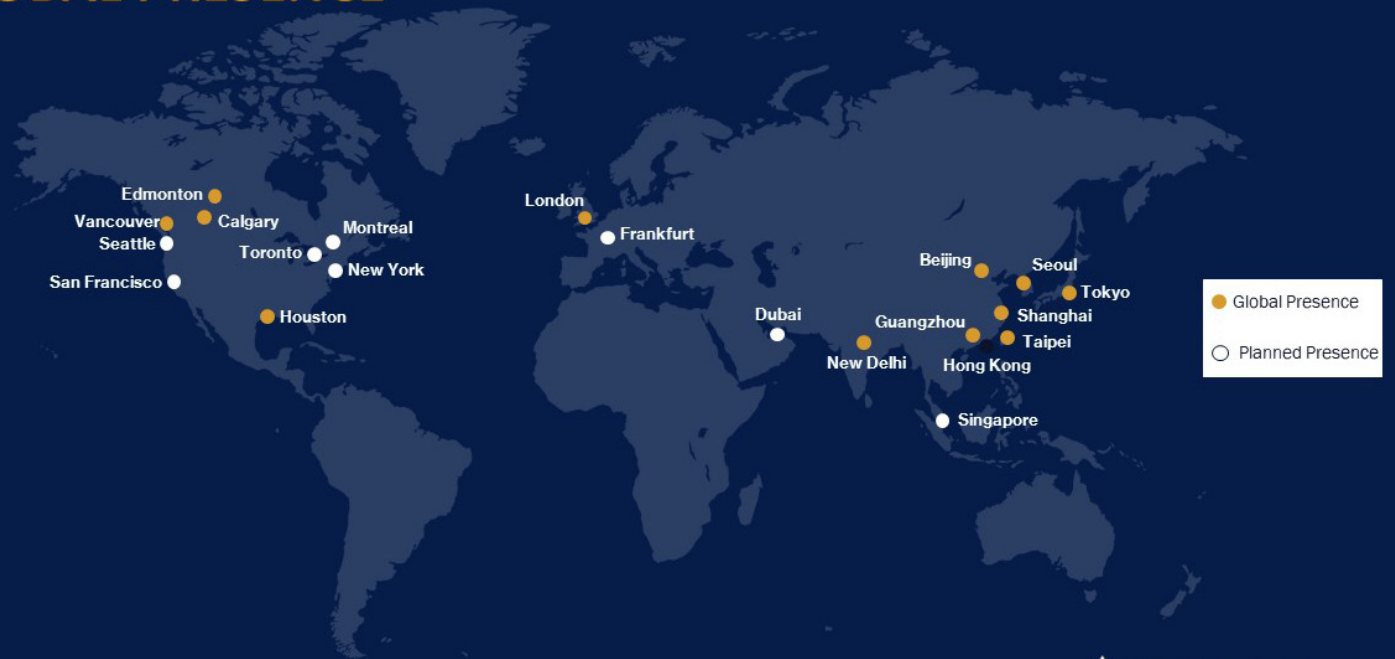 Edmonton
Vancouver
Calgary
Seattle
Montreal
Toronto
San Francisco
New York
Houston
London
Frankfurt
Dubai
Beijing
Seoul
Tokyo
Shanghai
Guangzhou
Taipei
New Delhi
Hong Kong
Singapore
Global Presence
Planned Presence